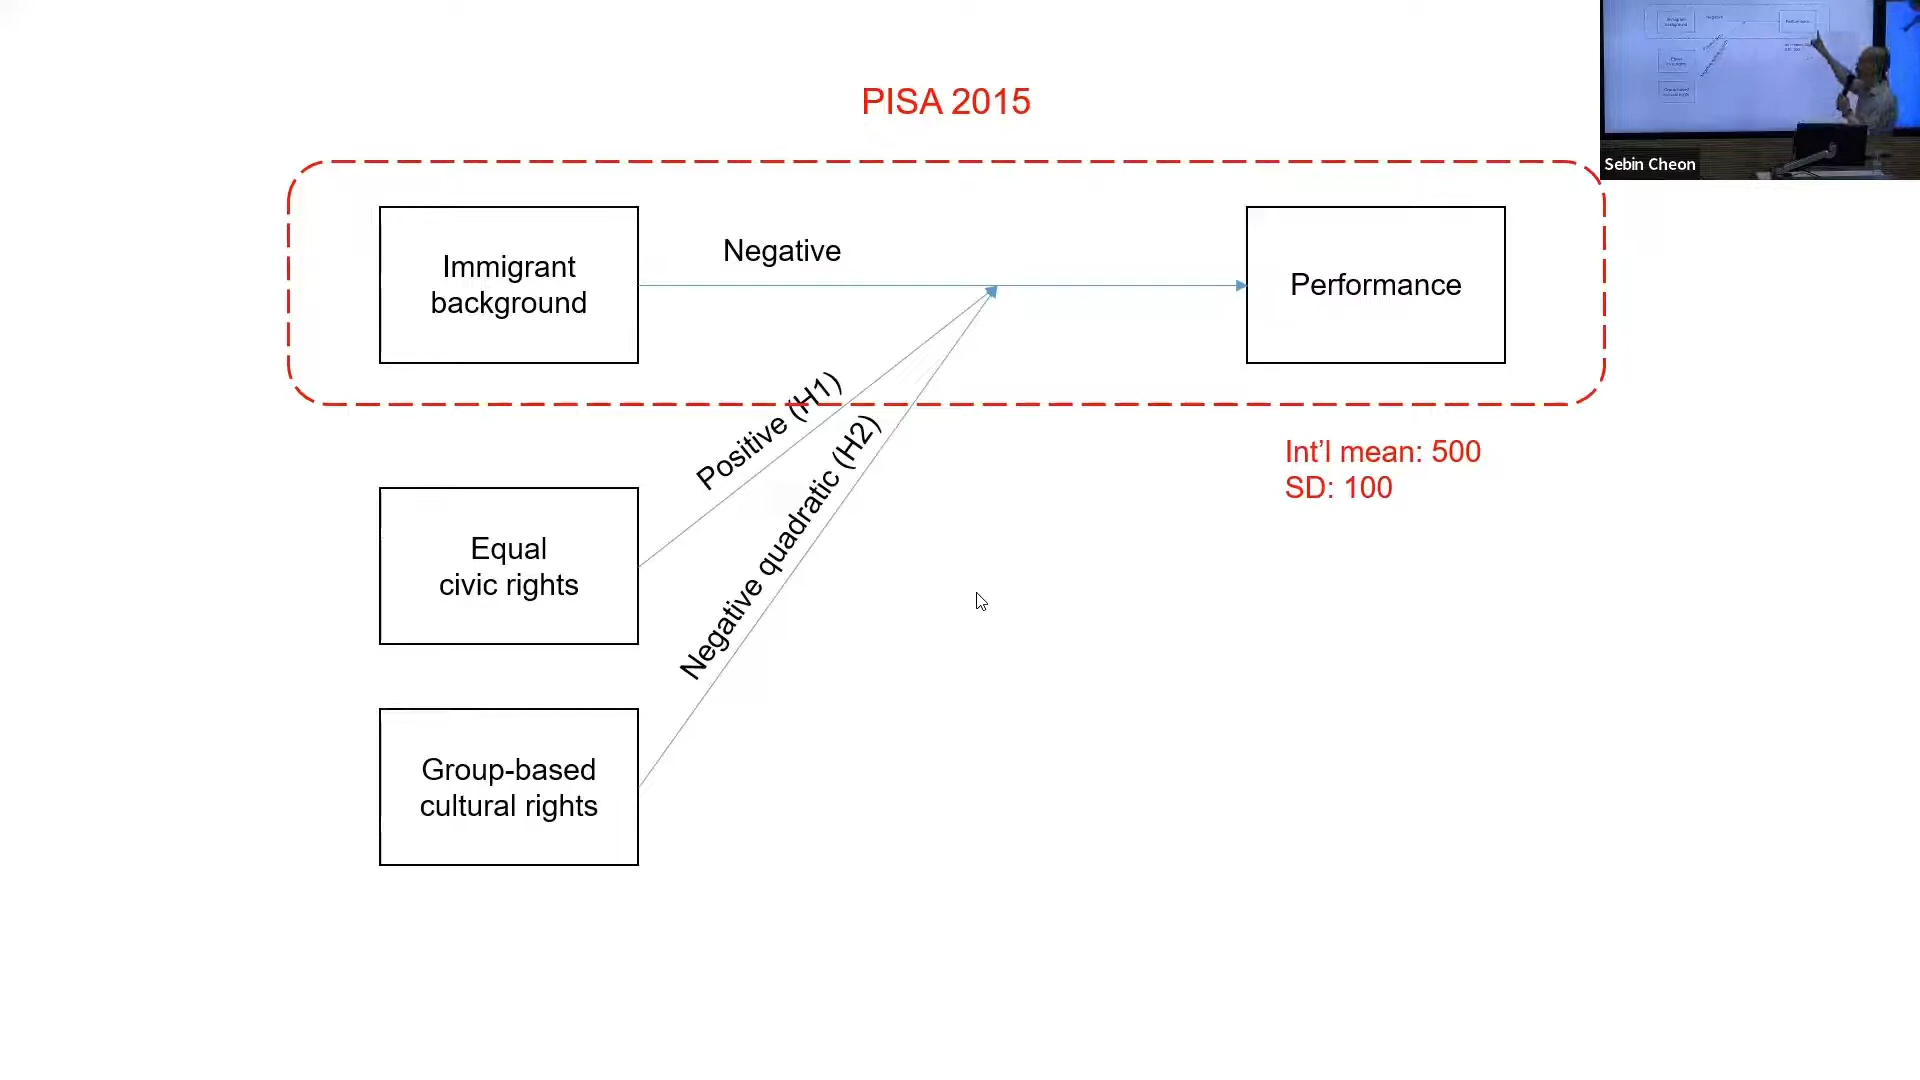 PISA 2015
Immigrant
background
Negative
Performance
Positive (H1)
Negative quadratic (H2)
Int'l mean: 500
SD: 100
Equal
civic rights
Group-based
cultural rights
Sebin Cheon